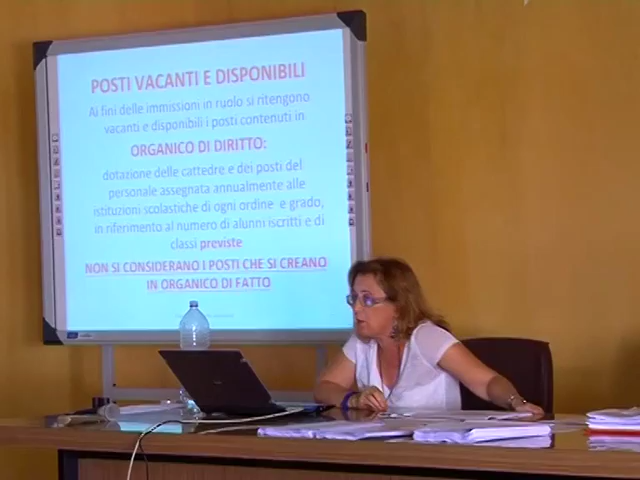 POSTI VACANTI E DISPONIBILI
Ai fini delle immissioni in ruolo si ritengono
vacanti e disponibili i posti contenuti in
ORGANICO DI DIRITTO:
dotazione delle cattedre e dei posti del
personale assegnata annualmente alle
istituzioni scolastiche di ogni ordine e grado,
in riferimento al numero di alunni iscritti e di
classi previste
NON SI CONSIDERANO I POSTI CHE SI CREANO
IN ORGANICO DI FATTO